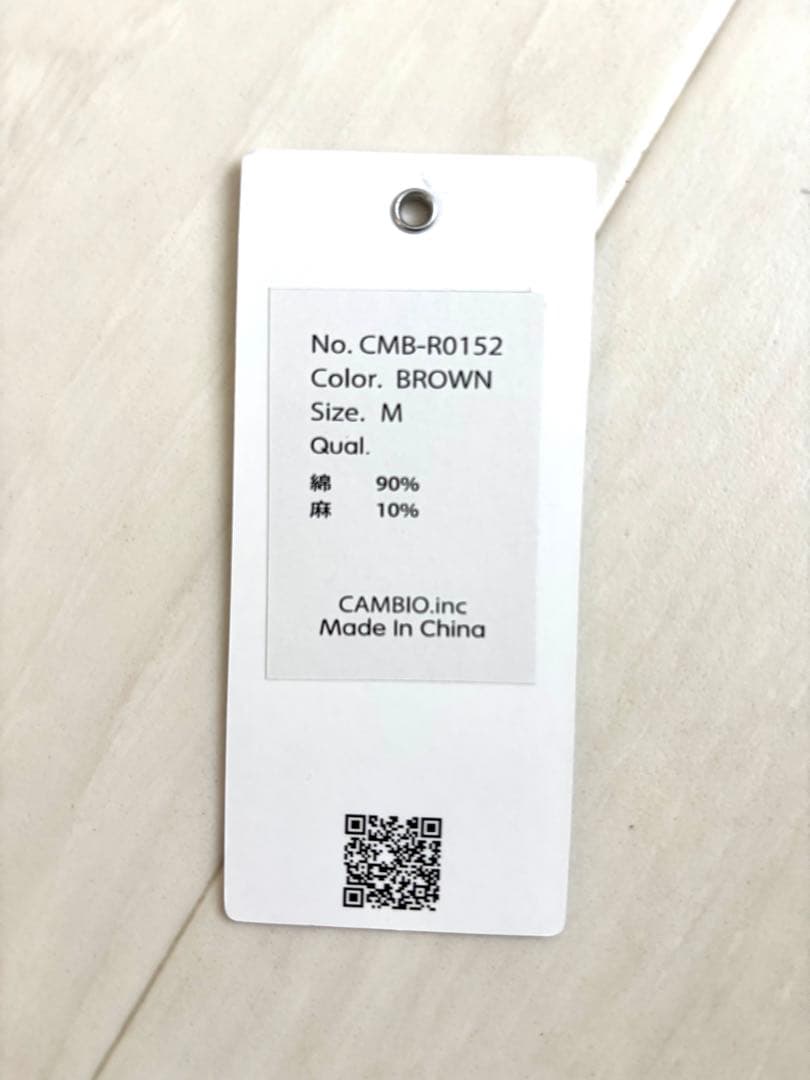 No. CMB-R0152
Color. BROWN
Size. M
Qual.
綿 90%
麻 10%
CAMBIO.inc
Made In China